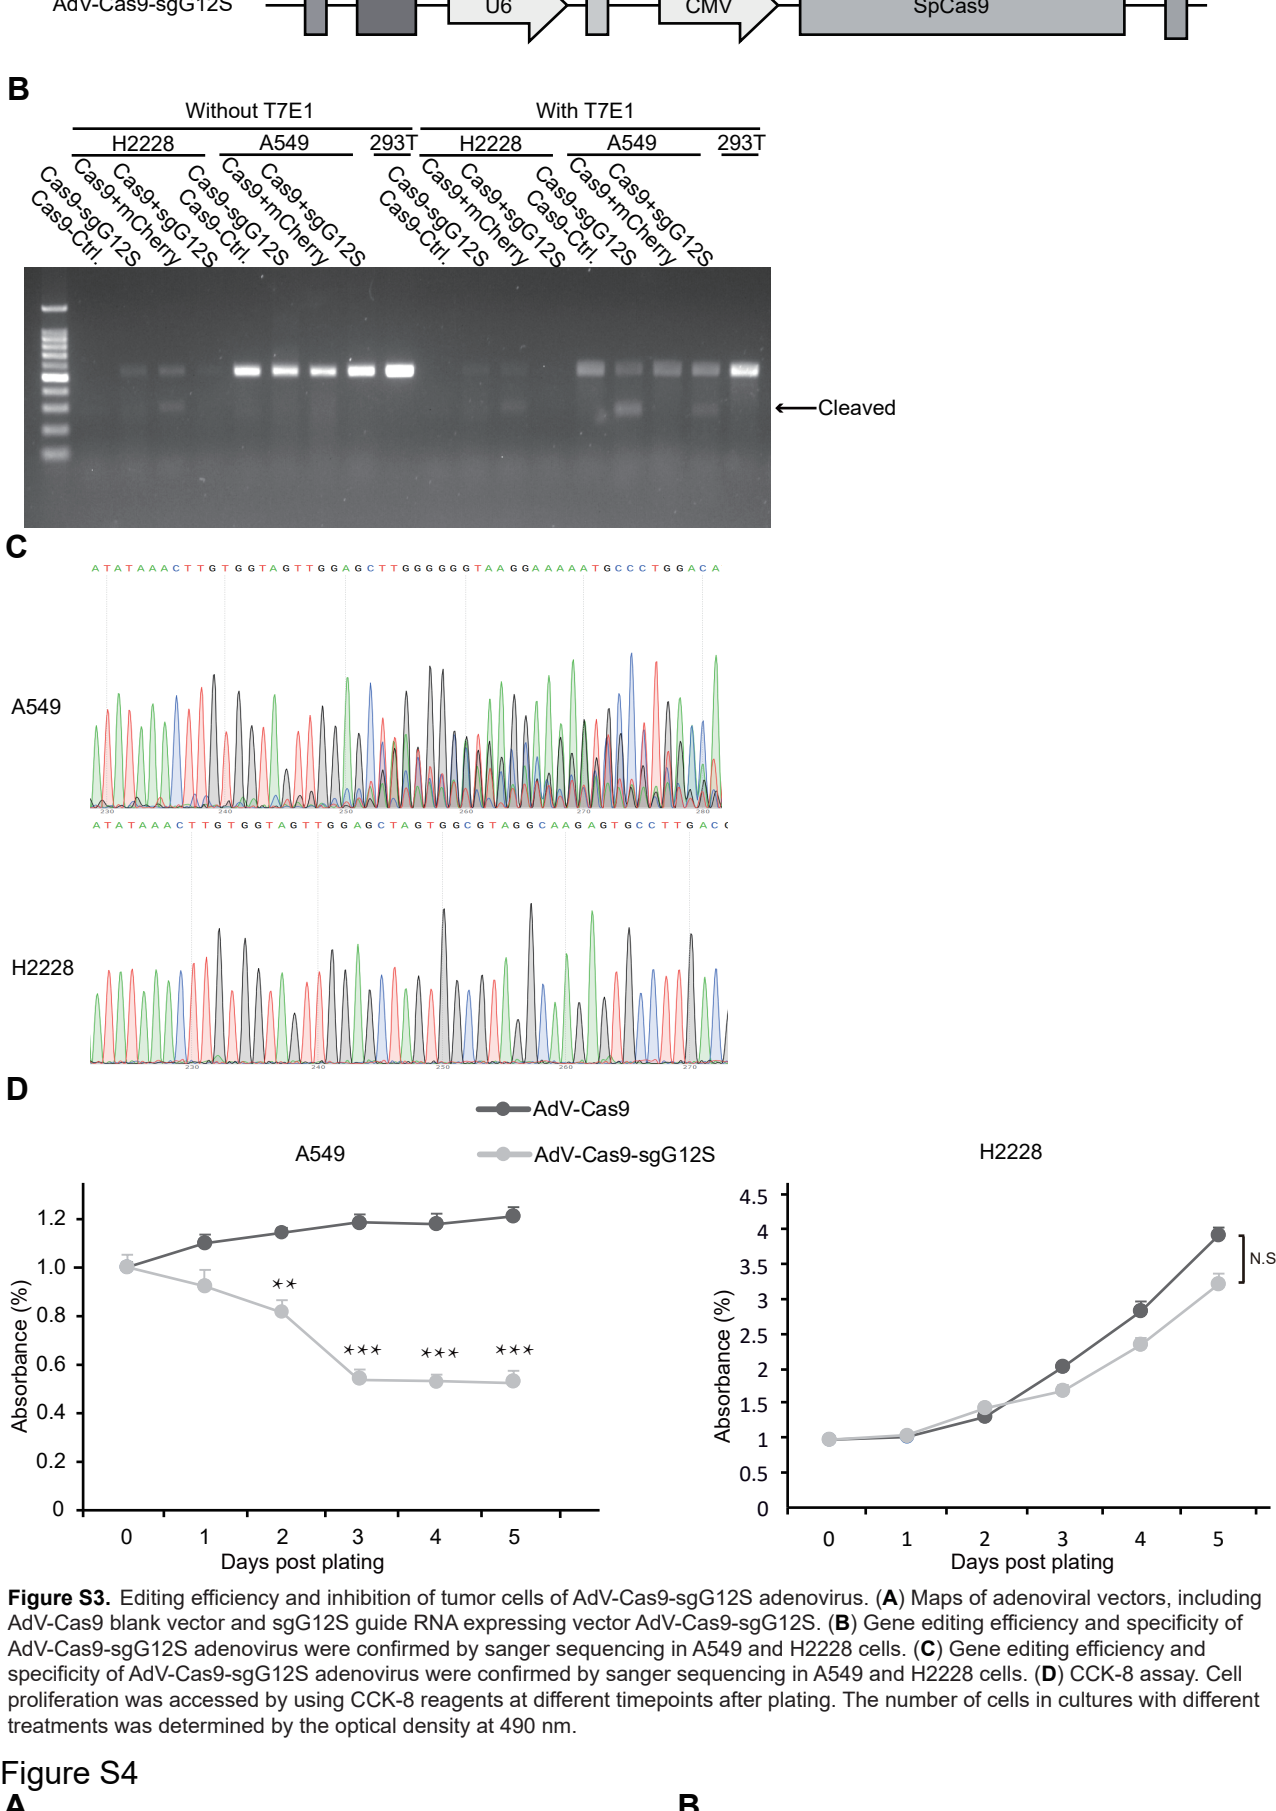 AdV-Cas9-sgG12S
U6
CMV
SpCas9
B
Without T7E1
With T7E1
H2228
A549
293T
H2228
A549
293T
Cas9-Ctrl.
Cas9-sgG12S
Cas9+mCherry
Cas9+sgG12S
Cas9-Ctrl.
Cas9-sgG12S
Cas9+mCherry
Cas9+sgG12S
Cas9-Ctrl.
Cas9-sgG12S
Cas9+mCherry
Cas9+sgG12S
Cas9-Ctrl.
Cas9-sgG12S
Cas9+mCherry
Cas9+sgG12S
Cleaved
C
A T A T A A A C T T G T G G T A G T T G G A G C T T G G G G G G T A A G G A A A A A T G C C C T G G A C A
A549
230 240 250 260 270 280
A T A T A A A C T T G T G G T A G T T G G A G C T A G T G G C G T A G G C A A G A G T G C C T T G A C G
H2228
230 240 250 260 270
D
AdV-Cas9
AdV-Cas9-sgG12S
A549
Absorbance (%)
1.2
1.0
0.8
0.6
0.4
0.2
0
**
***
***
***
0 1 2 3 4 5
Days post plating
H2228
Absorbance (%)
4.5
4
3.5
3
2.5
2
1.5
1
0.5
0
N.S
0 1 2 3 4 5
Days post plating
Figure S3. Editing efficiency and inhibition of tumor cells of AdV-Cas9-sgG12S adenovirus. (A) Maps of adenoviral vectors, including
AdV-Cas9 blank vector and sgG12S guide RNA expressing vector AdV-Cas9-sgG12S. (B) Gene editing efficiency and specificity of
AdV-Cas9-sgG12S adenovirus were confirmed by sanger sequencing in A549 and H2228 cells. (C) Gene editing efficiency and
specificity of AdV-Cas9-sgG12S adenovirus were confirmed by sanger sequencing in A549 and H2228 cells. (D) CCK-8 assay. Cell
proliferation was accessed by using CCK-8 reagents at different timepoints after plating. The number of cells in cultures with different
treatments was determined by the optical density at 490 nm.
Figure S4
A
B